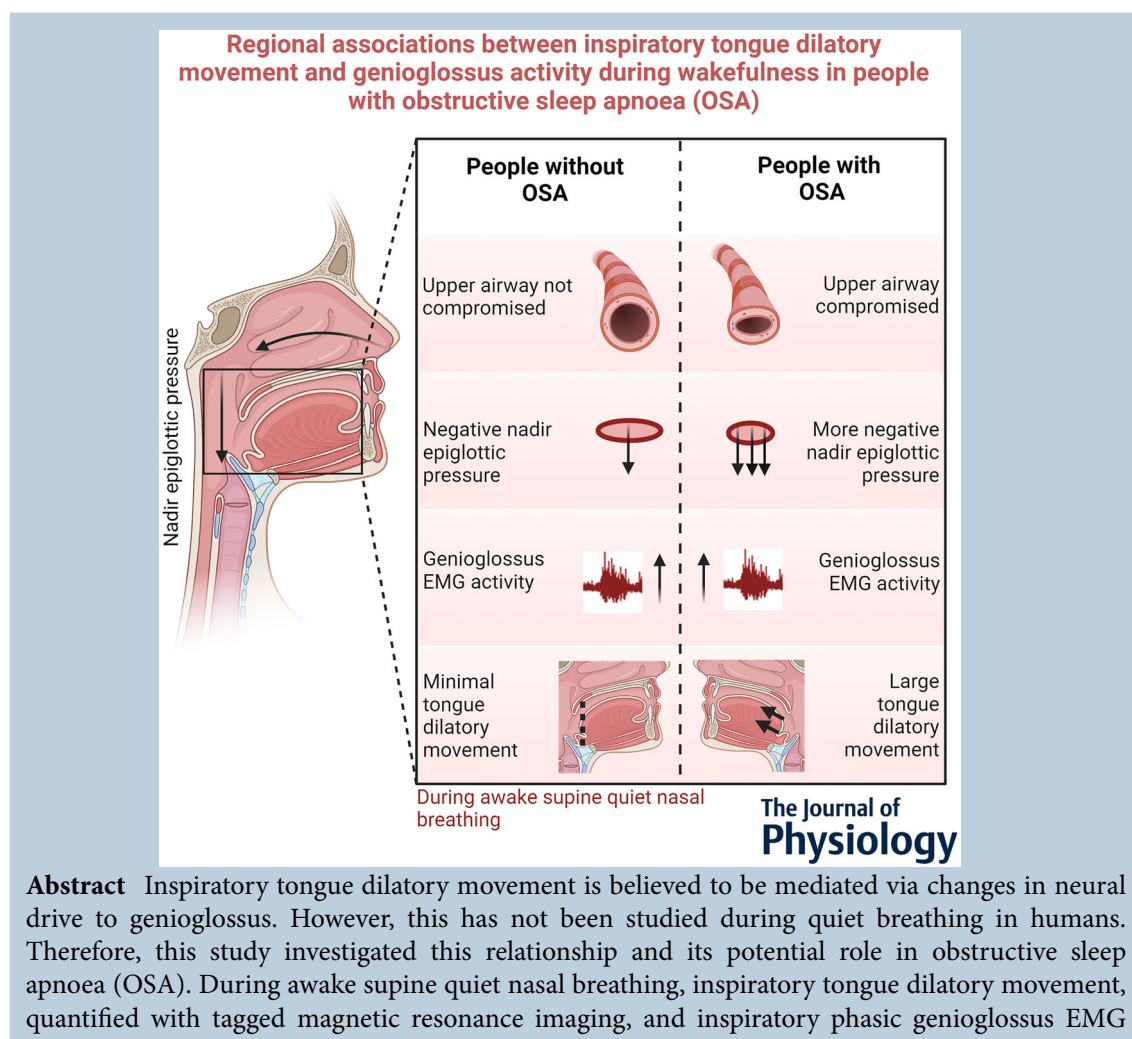 Regional associations between inspiratory tongue dilatory
movement and genioglossus activity during wakefulness in people
with obstructive sleep apnoea (OSA)
People without
OSA
People with
OSA
Nadir epiglottic pressure
Upper airway not
compromised
Upper airway
compromised
Negative nadir
epiglottic
pressure
More negative
nadir epiglottic
pressure
Genioglossus
EMG activity
Genioglossus
EMG activity
Minimal
tongue
dilatory
movement
Large
tongue
dilatory
movement
During awake supine quiet nasal
breathing
The Journal of
Physiology
Abstract Inspiratory tongue dilatory movement is believed to be mediated via changes in neural
drive to genioglossus. However, this has not been studied during quiet breathing in humans.
Therefore, this study investigated this relationship and its potential role in obstructive sleep
apnoea (OSA). During awake supine quiet nasal breathing, inspiratory tongue dilatory movement,
quantified with tagged magnetic resonance imaging, and inspiratory phasic genioglossus EMG